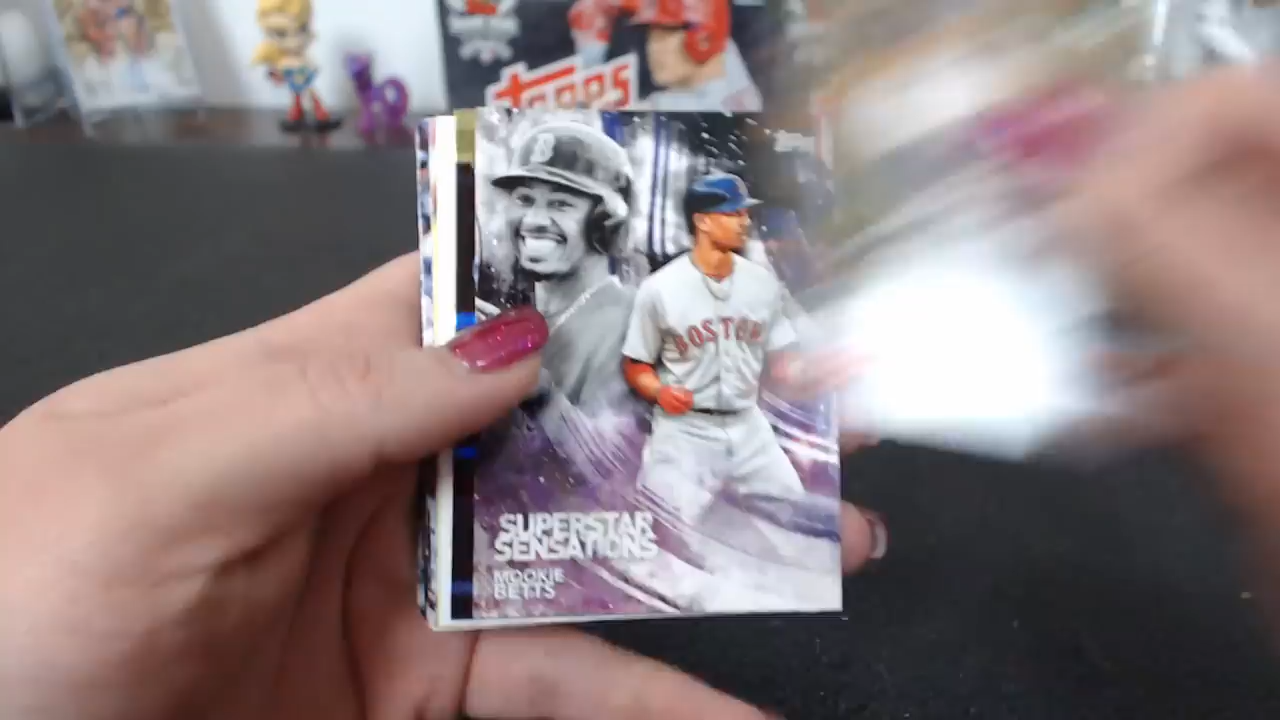 Topps
BOSTON
SUPERSTAR
SENSATIONS
MOOKIE
BETTS